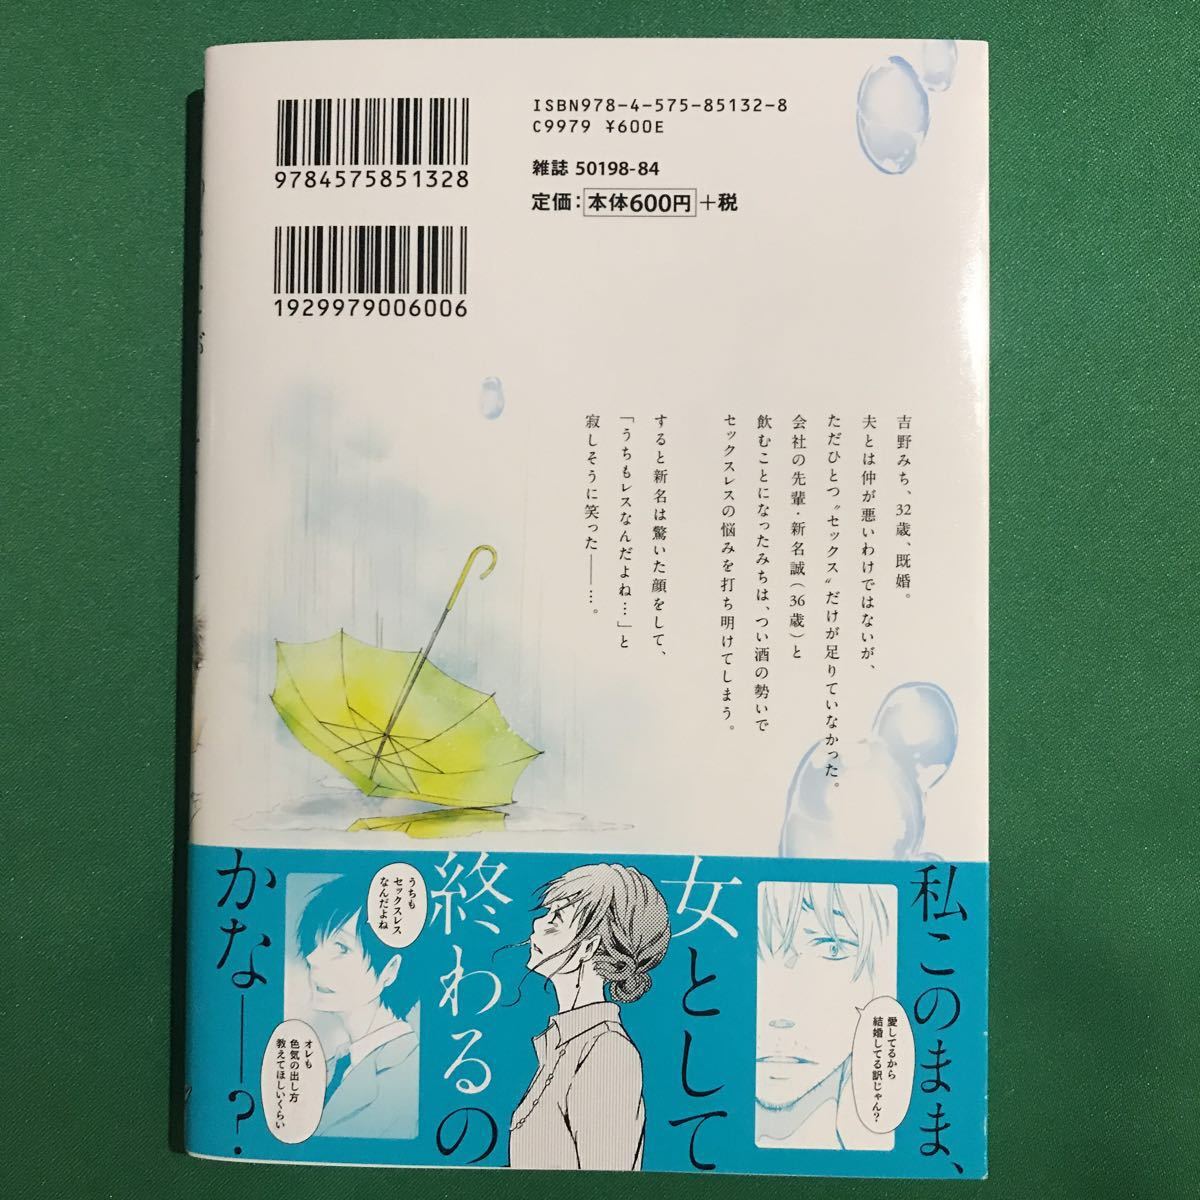 9784575851328
1929979006006
ISBN978-4-575-85132-8
C9979 ¥600E
雑誌 50198-84
定価：本体600円＋税
吉野みち、32歳、既婚。
夫とは仲が悪いわけではないが、
ただひとつ“セックス”だけが足りていなかった。
会社の先輩・新名誠（36歳）と
飲むことになったみちは、つい酒の勢いで
セックスレスの悩みを打ち明けてしまう。
すると新名は驚いた顔をして、
「うちもレスなんだよね…」と
寂しそうに笑った――…。
私このまま、
女として
終わるの
かな―？
愛してるから
結婚してる訳じゃん？
うちも
セックスレス
なんだよね
オレも
色気の出し方
教えてほしいくらい